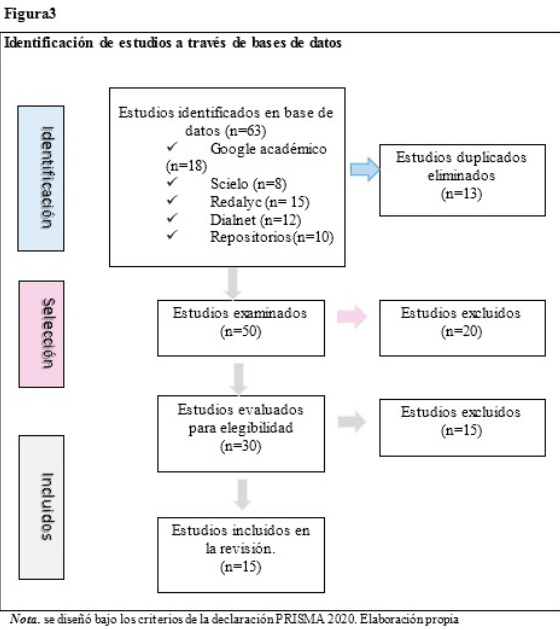 Figura3
Identificación de estudios a través de bases de datos
Identificación
Estudios identificados en base de
datos (n=63)
✓ Google académico
(n=18)
✓ Scielo (n=8)
✓ Redalyc (n= 15)
✓ Dialnet (n=12)
✓ Repositorios(n=10)
Estudios duplicados
eliminados
(n=13)
Selección
Estudios examinados
(n=50)
Estudios excluidos
(n=20)
Estudios evaluados
para elegibilidad
(n=30)
Estudios excluidos
(n=15)
Incluidos
Estudios incluidos en
la revisión.
(n=15)
Nota. se diseñó bajo los criterios de la declaración PRISMA 2020. Elaboración propia